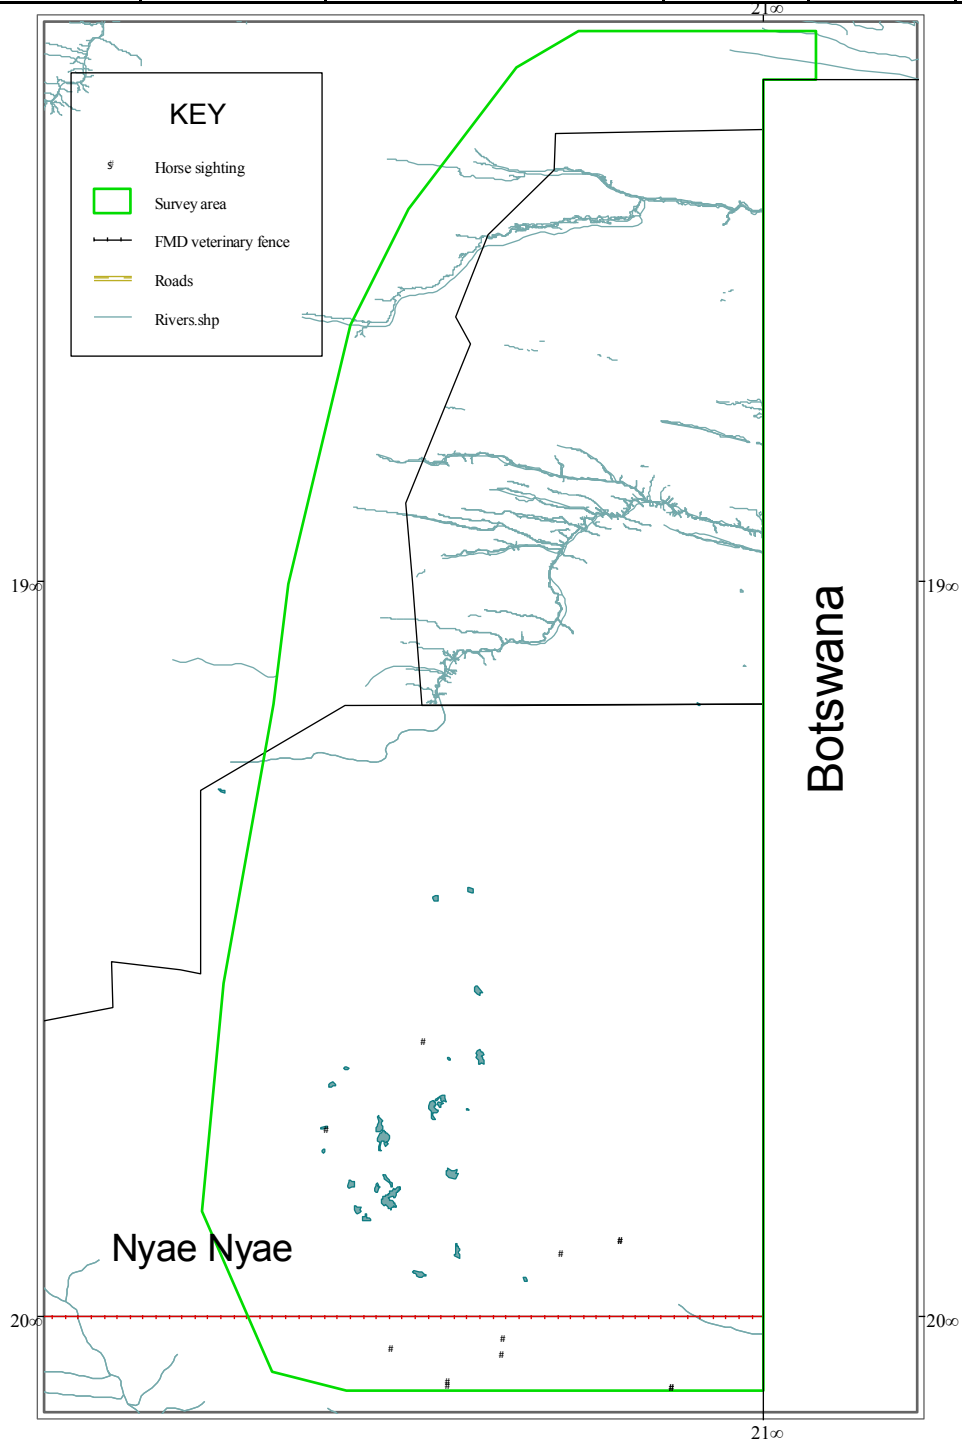 21∞
KEY
Horse sighting
Survey area
FMD veterinary fence
Roads
Rivers.shp
19∞
19∞
Botswana
Nyae Nyae
20∞
20∞
21∞